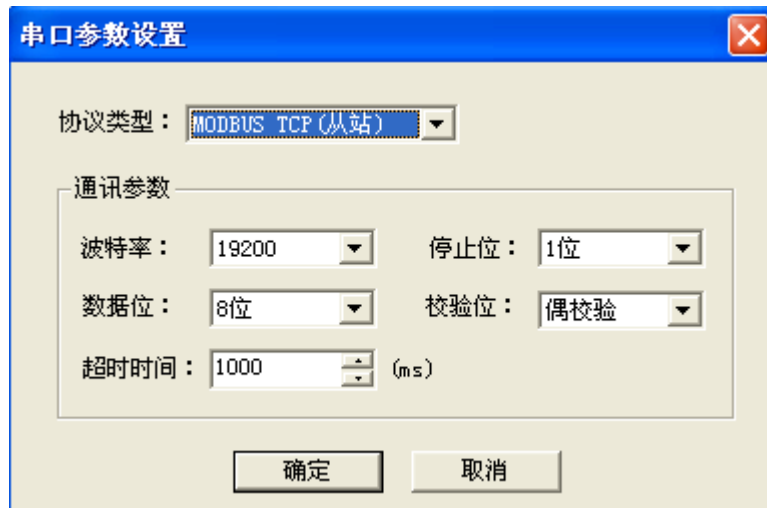 串口参数设置
协议类型： MODBUS TCP(从站)
通讯参数
波特率： 19200 停止位： 1位
数据位： 8位 校验位： 偶校验
超时时间： 1000 (ms)
确定 取消